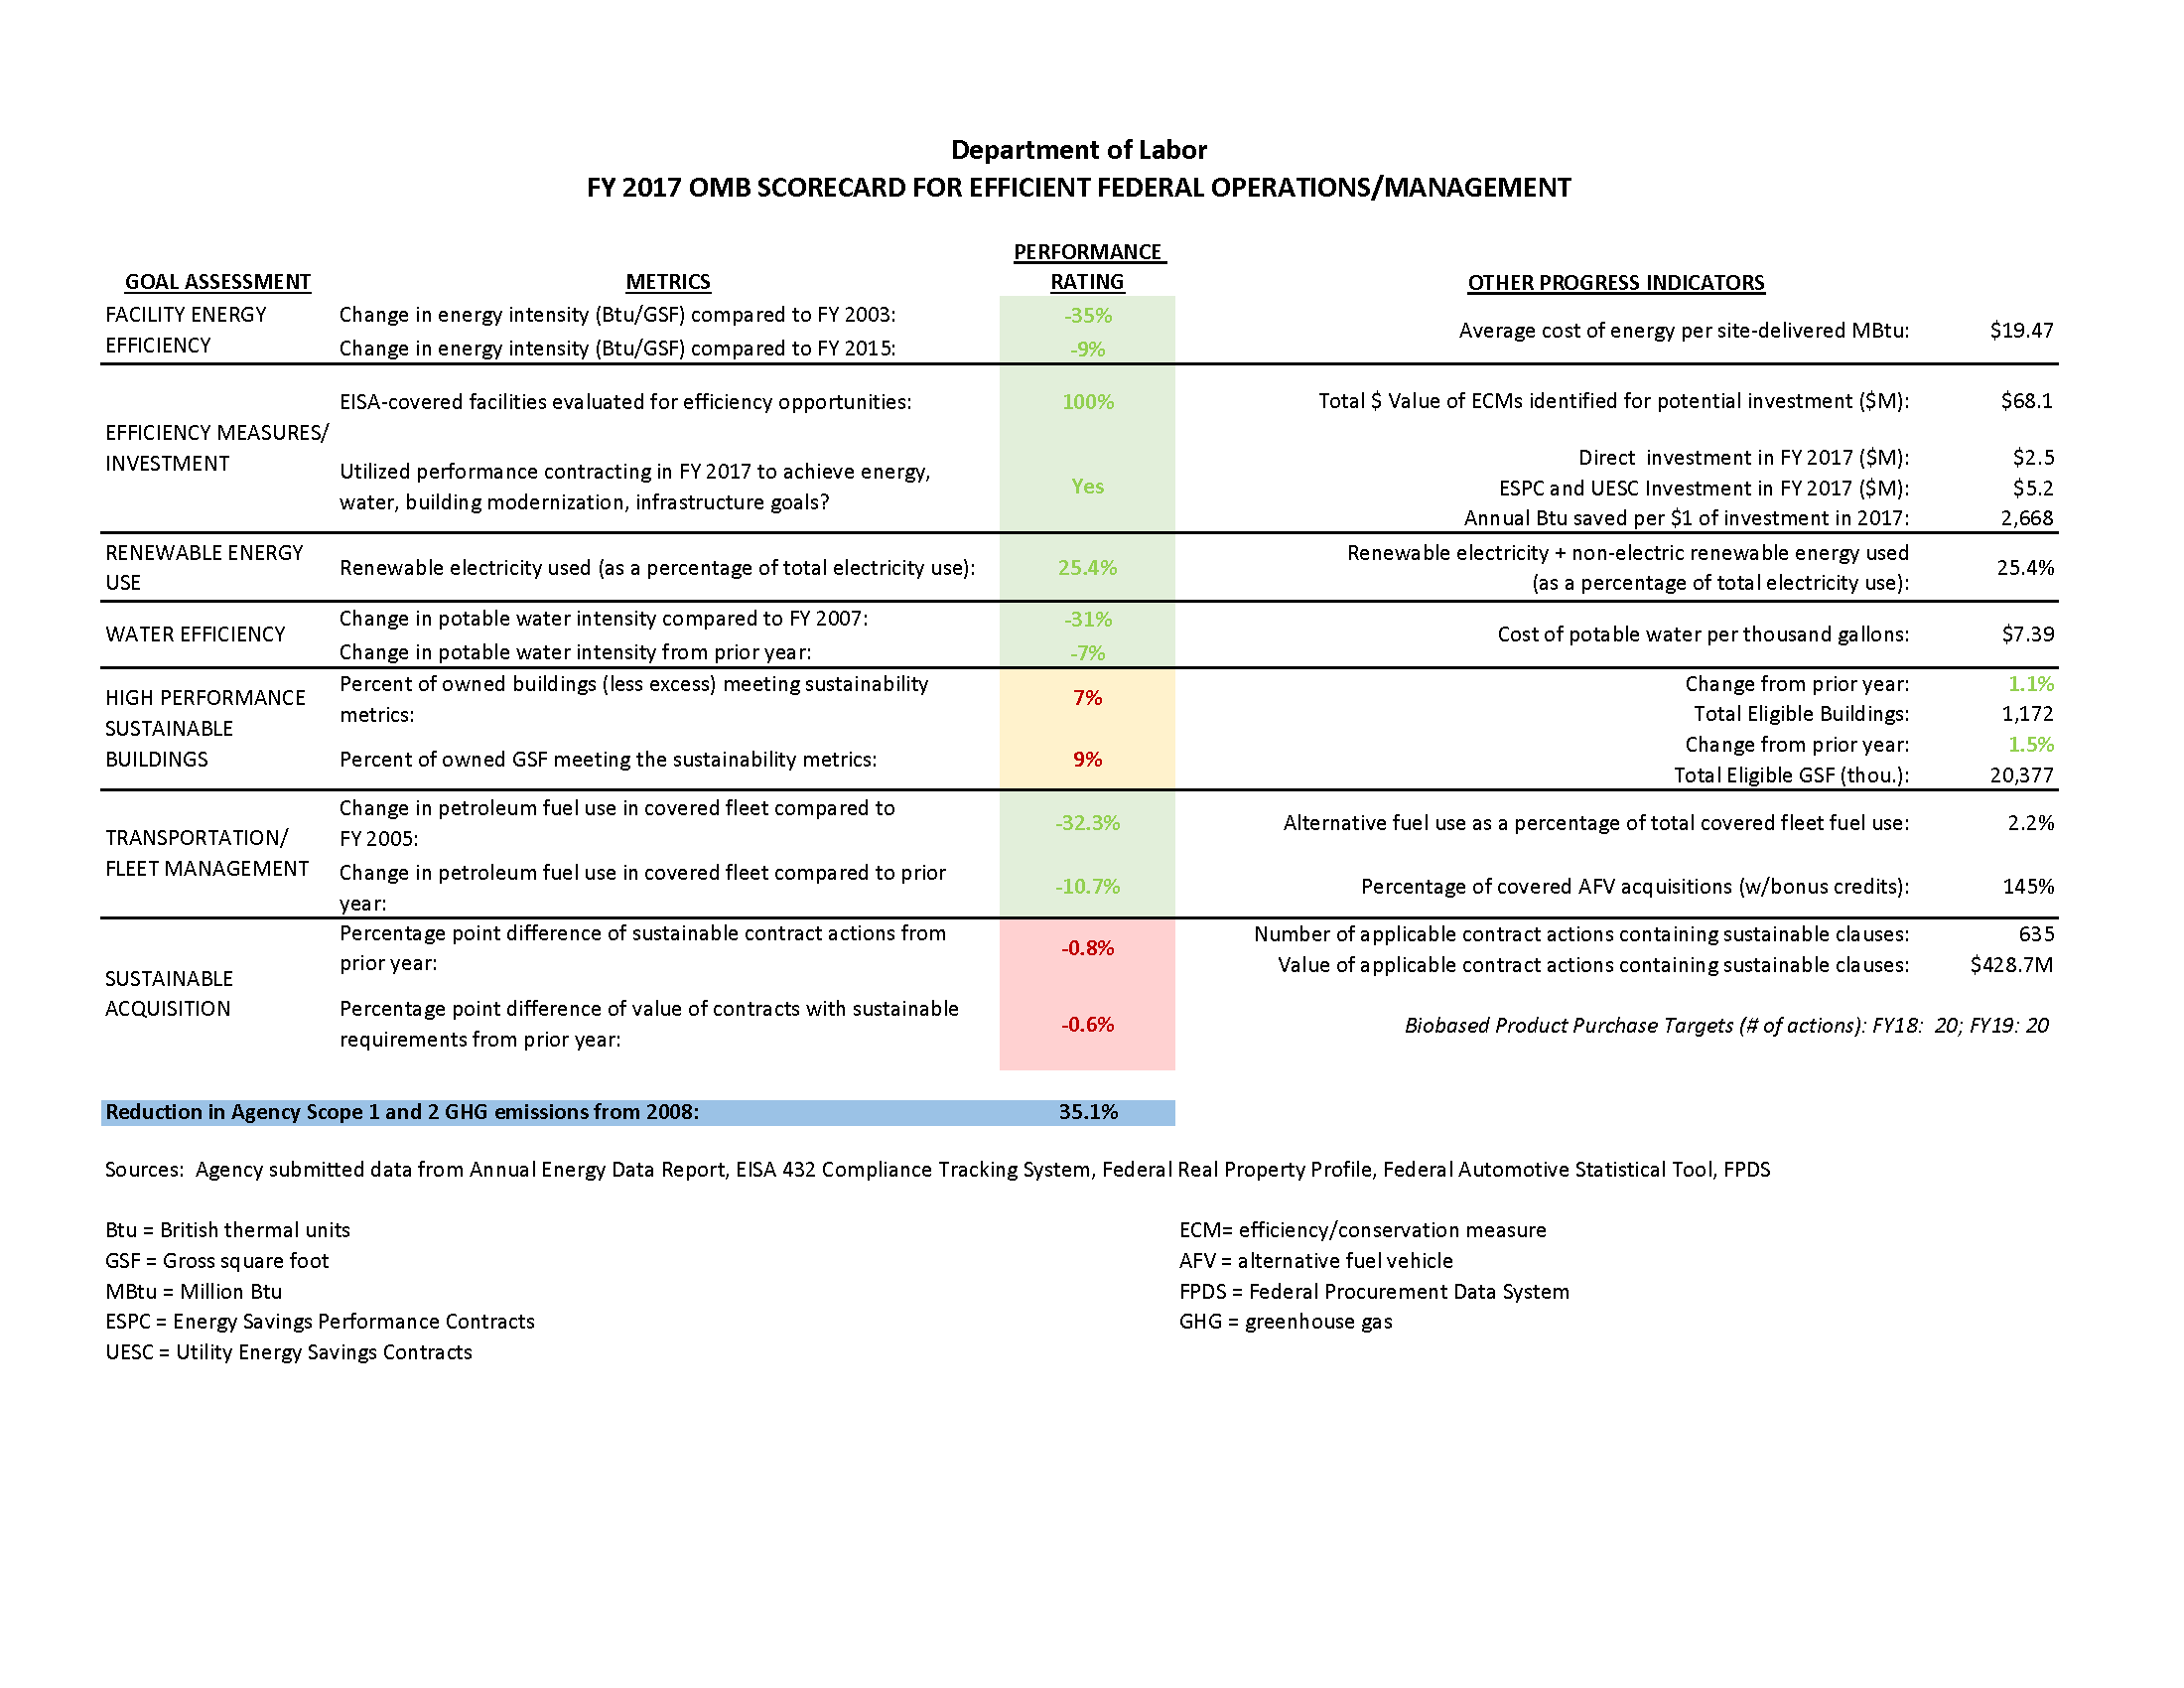 Department of Labor
FY 2017 OMB SCORECARD FOR EFFICIENT FEDERAL OPERATIONS/MANAGEMENT
GOAL ASSESSMENT
METRICS
PERFORMANCE
RATING
OTHER PROGRESS INDICATORS
FACILITY ENERGY
EFFICIENCY
Change in energy intensity (Btu/GSF) compared to FY 2003:
-35%
Change in energy intensity (Btu/GSF) compared to FY 2015:
-9%
Average cost of energy per site-delivered MBtu:
$19.47
EFFICIENCY MEASURES/
INVESTMENT
EISA-covered facilities evaluated for efficiency opportunities:
100%
Total $ Value of ECMs identified for potential investment ($M):
$68.1
Utilized performance contracting in FY 2017 to achieve energy,
water, building modernization, infrastructure goals?
Yes
Direct  investment in FY 2017 ($M):
$2.5
ESPC and UESC Investment in FY 2017 ($M):
$5.2
Annual Btu saved per $1 of investment in 2017:
2,668
RENEWABLE ENERGY
USE
Renewable electricity used (as a percentage of total electricity use):
25.4%
Renewable electricity + non-electric renewable energy used
(as a percentage of total electricity use):
25.4%
WATER EFFICIENCY
Change in potable water intensity compared to FY 2007:
-31%
Change in potable water intensity from prior year:
-7%
Cost of potable water per thousand gallons:
$7.39
HIGH PERFORMANCE
SUSTAINABLE
BUILDINGS
Percent of owned buildings (less excess) meeting sustainability
metrics:
7%
Change from prior year:
1.1%
Total Eligible Buildings:
1,172
Percent of owned GSF meeting the sustainability metrics:
9%
Change from prior year:
1.5%
Total Eligible GSF (thou.):
20,377
TRANSPORTATION/
FLEET MANAGEMENT
Change in petroleum fuel use in covered fleet compared to
FY 2005:
-32.3%
Alternative fuel use as a percentage of total covered fleet fuel use:
2.2%
Change in petroleum fuel use in covered fleet compared to prior
year:
-10.7%
Percentage of covered AFV acquisitions (w/bonus credits):
145%
SUSTAINABLE
ACQUISITION
Percentage point difference of sustainable contract actions from
prior year:
-0.8%
Number of applicable contract actions containing sustainable clauses:
635
Value of applicable contract actions containing sustainable clauses:
$428.7M
Percentage point difference of value of contracts with sustainable
requirements from prior year:
-0.6%
Biobased Product Purchase Targets (# of actions): FY18:  20; FY19: 20
Reduction in Agency Scope 1 and 2 GHG emissions from 2008:
35.1%
Sources:  Agency submitted data from Annual Energy Data Report, EISA 432 Compliance Tracking System, Federal Real Property Profile, Federal Automotive Statistical Tool, FPDS
Btu = British thermal units
GSF = Gross square foot
MBtu = Million Btu
ESPC = Energy Savings Performance Contracts
UESC = Utility Energy Savings Contracts
ECM= efficiency/conservation measure
AFV = alternative fuel vehicle
FPDS = Federal Procurement Data System
GHG = greenhouse gas